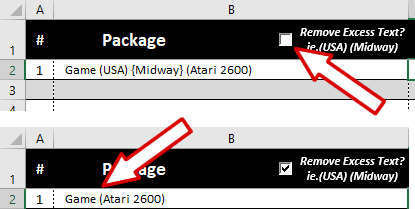 A B
1 # Package Remove Excess Text?
ie.(USA) (Midway)
2 1 Game (USA) {Midway} (Atari 2600)
3
A B
1 # Remove Excess Text?
ie.(USA) (Midway)
2 1 Game (Atari 2600)